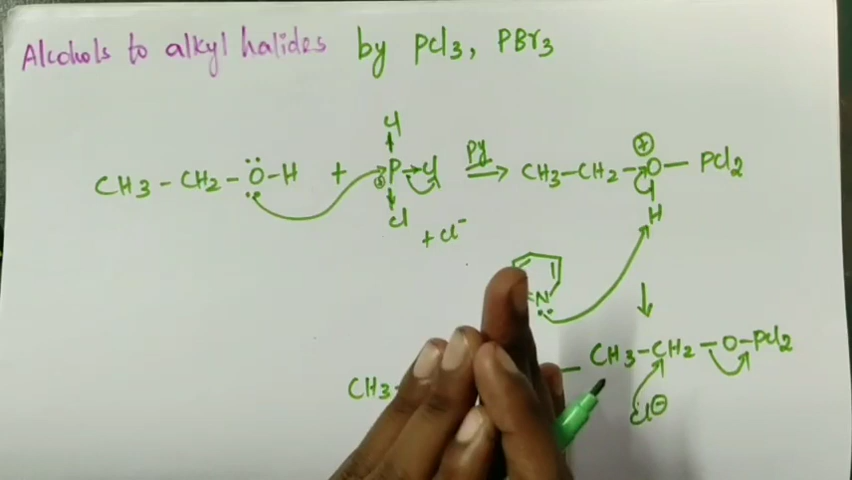 Alcohols to alkyl halides by PCl3, PBr3
Cl
CH3-CH2-Ö-H + P Cl Py CH3-CH2-O-PCl2
Cl
H
+ Cl-
N
CH3-CH2-O-PCl2
CH3
Cl⊖